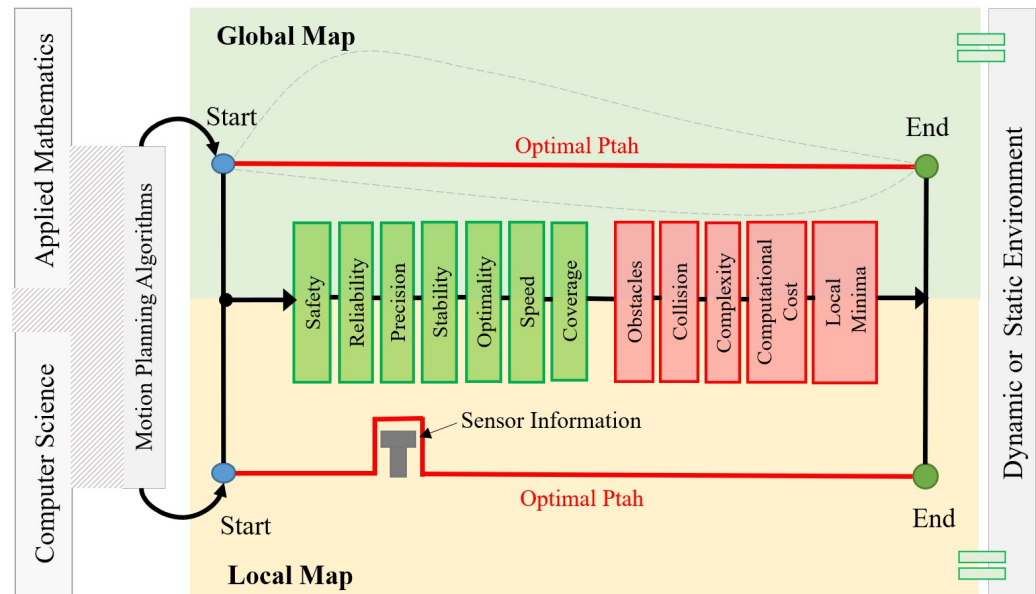 Applied Mathematics
Computer Science
Motion Planning Algorithms
Global Map
Start
Optimal Ptah
End
Safety
Reliability
Precision
Stability
Optimality
Speed
Coverage
Obstacles
Collision
Complexity
Computational
Cost
Local
Minima
Sensor Information
Optimal Ptah
Start
End
Local Map
Dynamic or Static Environment